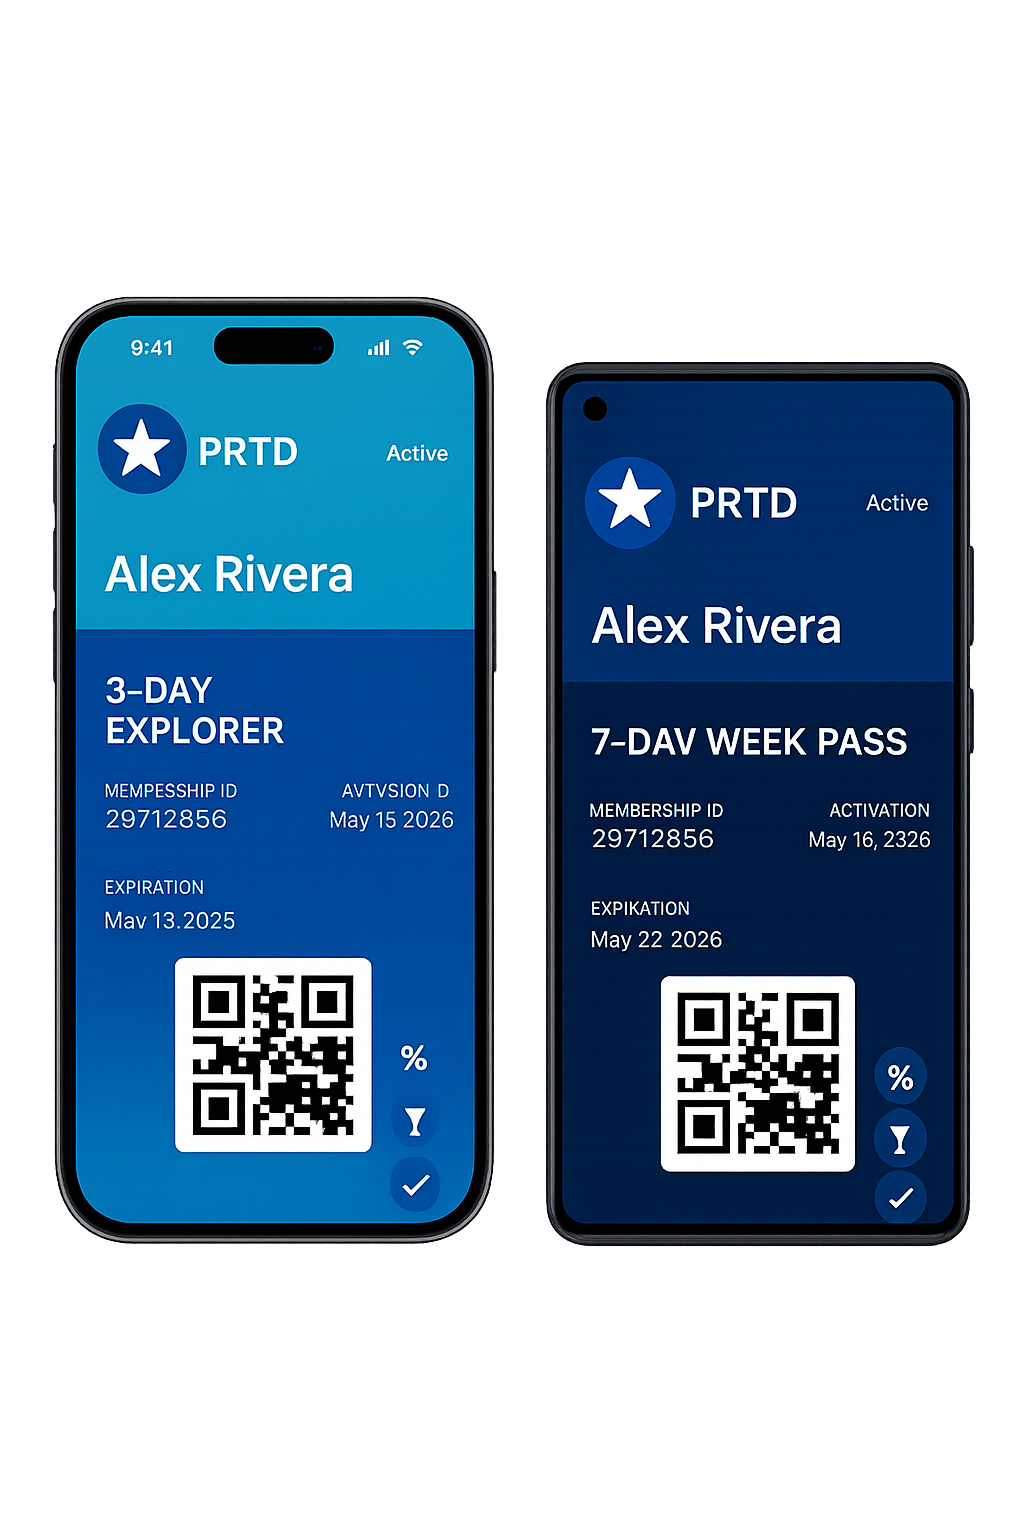 9:41
PRTD
Active
Alex Rivera
3-DAY
EXPLORER
MEMPESSHIP ID
AVTVSION D
29712856
May 15 2026
EXPIRATION
Mav 13.2025
%
PRTD
Active
Alex Rivera
7-DAV WEEK PASS
MEMBERSHIP ID
ACTIVATION
29712856
May 16, 2326
EXPIKATION
May 22 2026
%